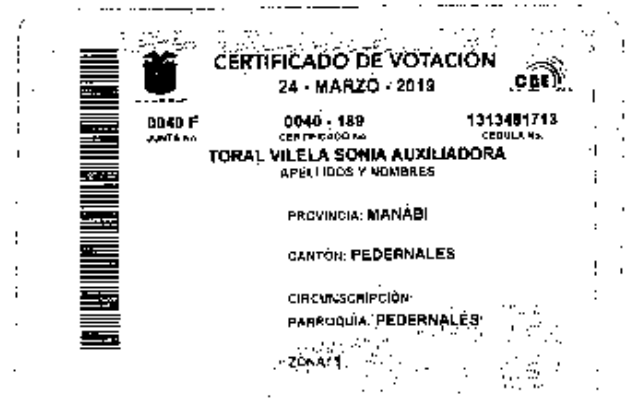 CERTIFICADO DE VOTACIÓN
24 - MARZO - 2019
CNE
0040 F
JUNTA No.
0040 - 189
CERTIFICADO No.
1313481713
CEDULA No.
TORAL VILELA SONIA AUXILIADORA
APELLIDOS Y NOMBRES
PROVINCIA: MANABI
CANTÓN: PEDERNALES
CIRCUNSCRIPCIÓN:
PARROQUIA: PEDERNALES
ZONA: 1